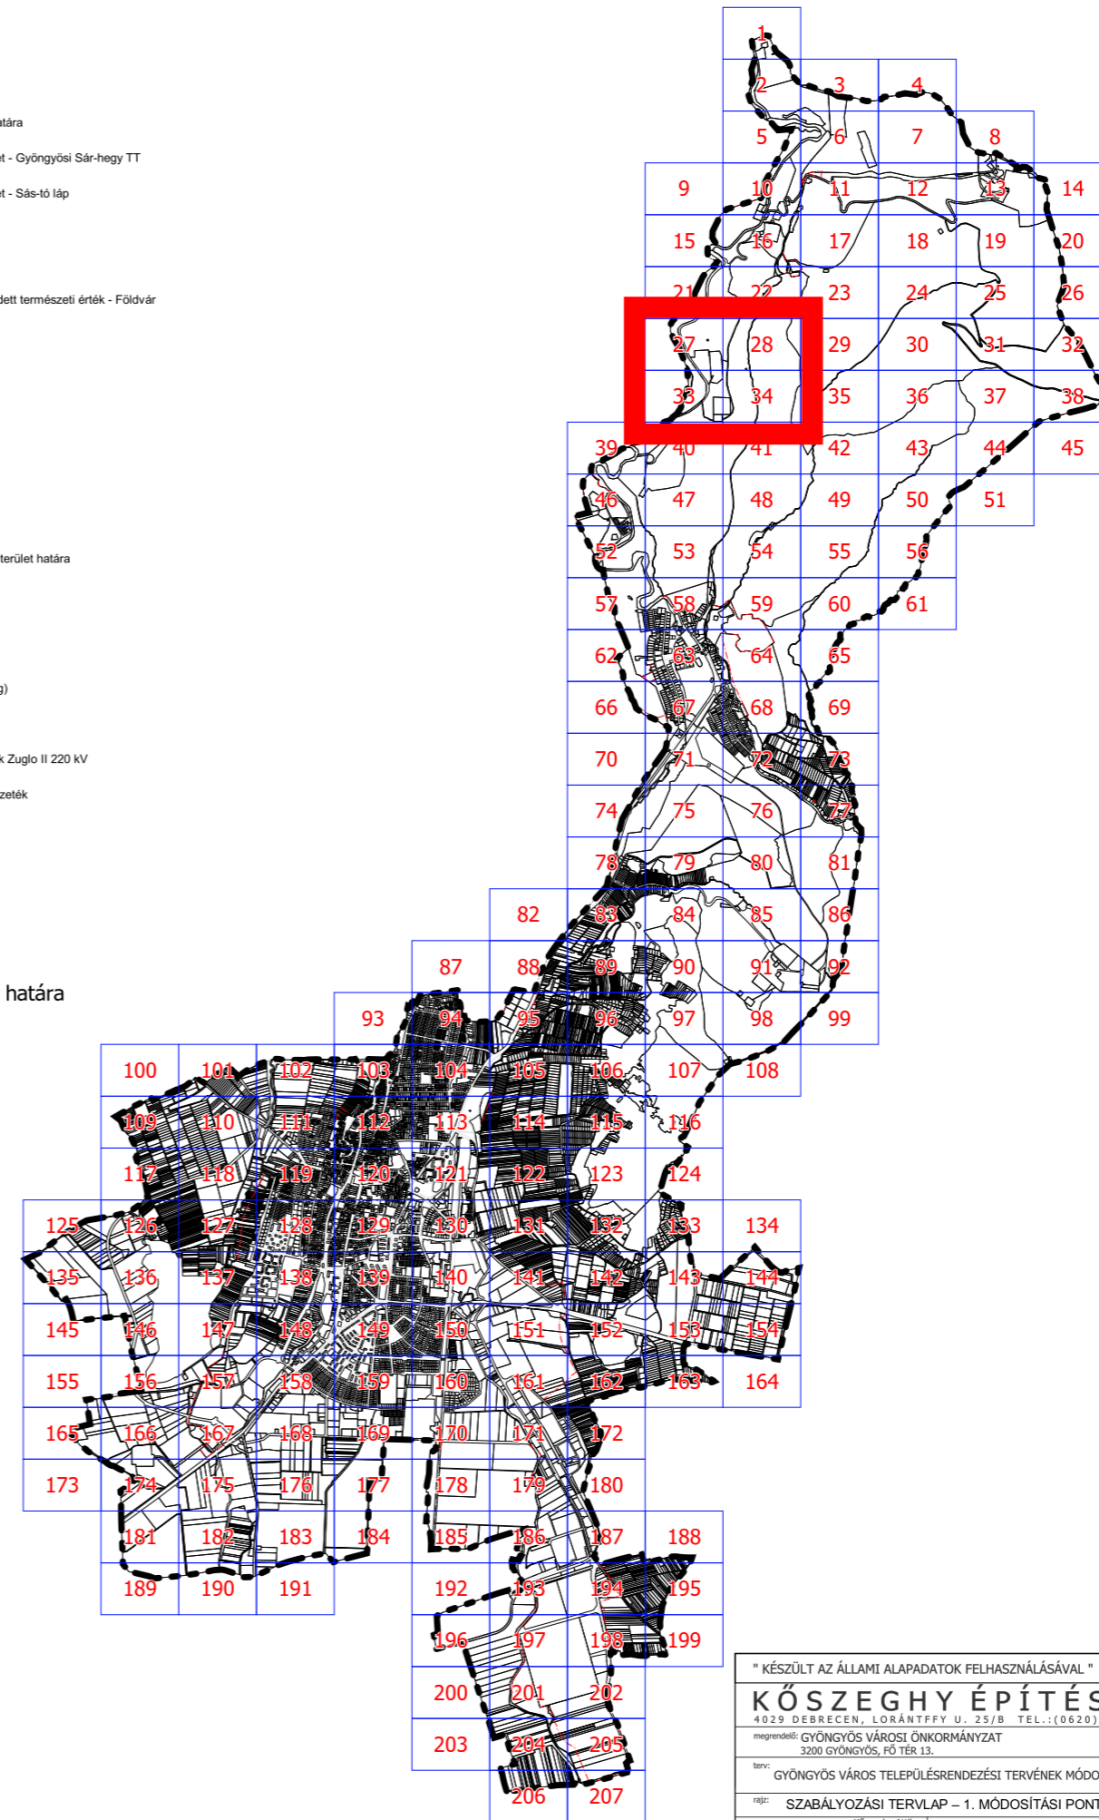 atára
et - Gyöngyösi Sár-hegy TT
et - Sás-tó láp
dett természeti érték - Földvár
terület határa
g)
k Zuglo II 220 kV
zeték
határa
1
2 3 4
5 6 7 8
9 10 11 12 13 14
15 16 17 18 19 20
21 22 23 24 25 26
27 28 29 30 31 32
33 34 35 36 37 38
39 40 41 42 43 44 45
46 47 48 49 50 51
52 53 54 55 56
57 58 59 60 61
62 63 64 65
66 67 68 69
70 71 72 73
74 75 76 77
78 79 80 81
82 83 84 85 86
87 88 89 90 91 92
93 94 95 96 97 98 99
100 101 102 103 104 105 106 107 108
109 110 111 112 113 114 115 116
117 118 119 120 121 122 123 124
125 126 127 128 129 130 131 132 133 134
135 136 137 138 139 140 141 142 143 144
145 146 147 148 149 150 151 152 153 154
155 156 157 158 159 160 161 162 163 164
165 166 167 168 169 170 171 172
173 174 175 176 177 178 179 180
181 182 183 184 185 186 187 188
189 190 191 192 193 194 195
196 197 198 199
200 201 202
203 204 205
206 207
" KÉSZÜLT AZ ÁLLAMI ALAPADATOK FELHASZNÁLÁSÁVAL "
KŐSZEGHY ÉPÍTÉS
4029 DEBRECEN, LORÁNTFFY U. 25/B TEL.:(0620)
megrendelő: GYÖNGYÖS VÁROSI ÖNKORMÁNYZAT
3200 GYÖNGYÖS, FŐ TÉR 13.
terv: GYÖNGYÖS VÁROS TELEPÜLÉSRENDEZÉSI TERVÉNEK MÓDO
rajz: SZABÁLYOZÁSI TERVLAP – 1. MÓDOSÍTÁSI PONT